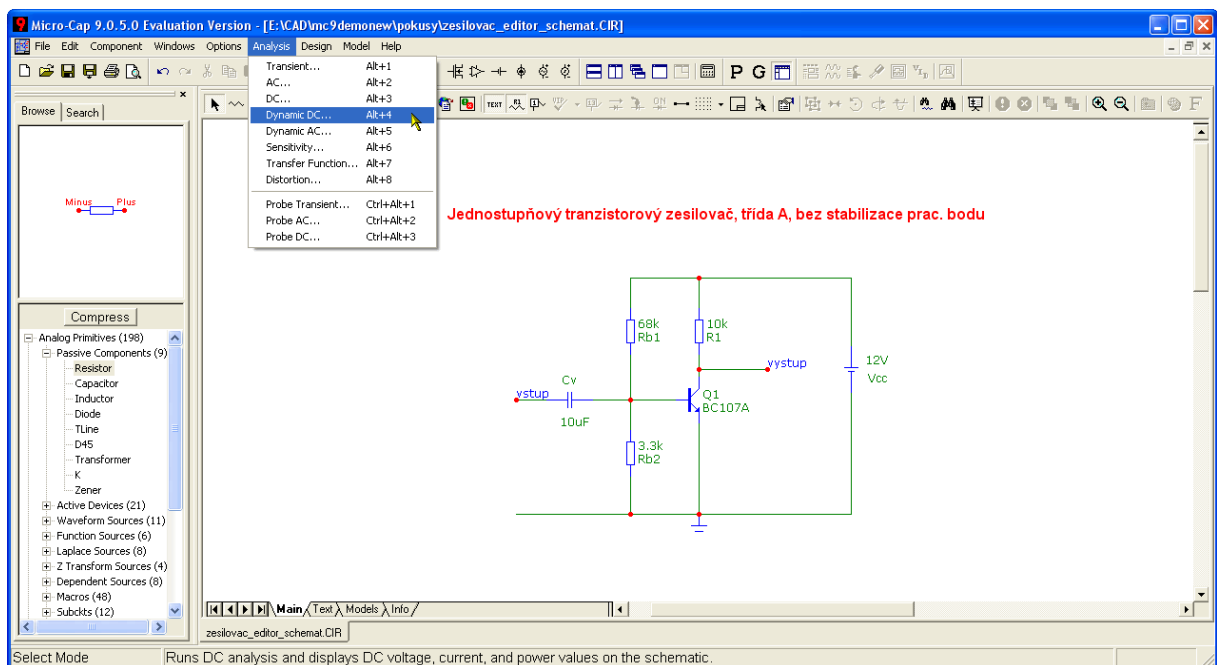 Micro-Cap 9.0.5.0 Evaluation Version - [E:\CAD\mc9demonew\pokusy\zesilovac_editor_schemat.CIR]
File Edit Component Windows Options Analysis Design Model Help
Transient... Alt+1
AC... Alt+2
DC... Alt+3
Dynamic DC... Alt+4
Dynamic AC... Alt+5
Sensitivity... Alt+6
Transfer Function... Alt+7
Distortion... Alt+8
Probe Transient... Ctrl+Alt+1
Probe AC... Ctrl+Alt+2
Probe DC... Ctrl+Alt+3
P G
TEXT
F
Browse Search
Minus Plus
Compress
Analog Primitives (198)
Passive Components (9)
Resistor
Capacitor
Inductor
Diode
TLine
D45
Transformer
K
Zener
Active Devices (21)
Waveform Sources (11)
Function Sources (6)
Laplace Sources (8)
Z Transform Sources (4)
Dependent Sources (8)
Macros (48)
Subckts (12)
Jednostupňový tranzistorový zesilovač, třída A, bez stabilizace prac. bodu
68k
Rb1
10k
R1
vystup
12V
Vcc
Cv
vstup
10uF
Q1
BC107A
3.3k
Rb2
Main Text Models Info
zesilovac_editor_schemat.CIR
Select Mode Runs DC analysis and displays DC voltage, current, and power values on the schematic.